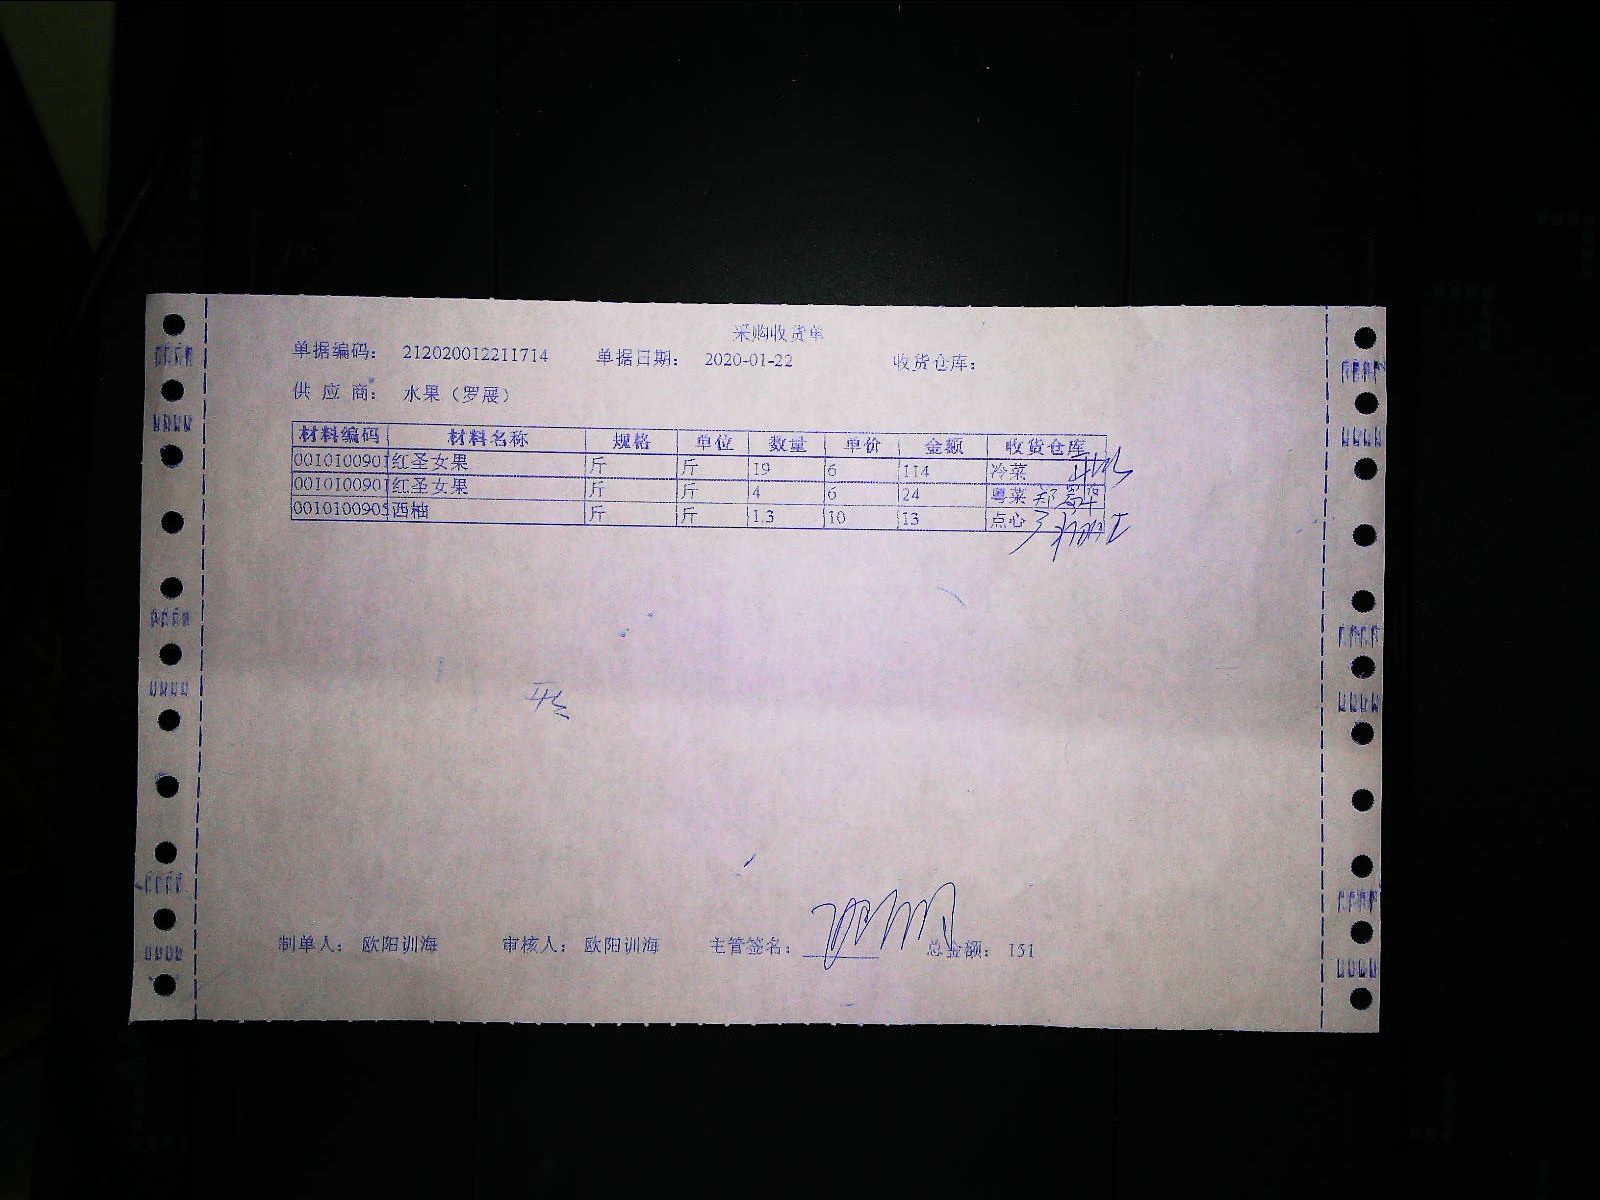 采购收货单
单据编码： 212020012211714 单据日期： 2020-01-22 收货仓库：
供 应 商： 水果（罗展）
材料编码 材料名称 规格 单位 数量 单价 金额 收货仓库
0010100901 红圣女果 斤 斤 19 6 114 冷菜
0010100901 红圣女果 斤 斤 4 6 24 粤菜
0010100905 西柚 斤 斤 1.3 10 13 点心
制单人： 欧阳训海 审核人： 欧阳训海 主管签名： 总金额： 151